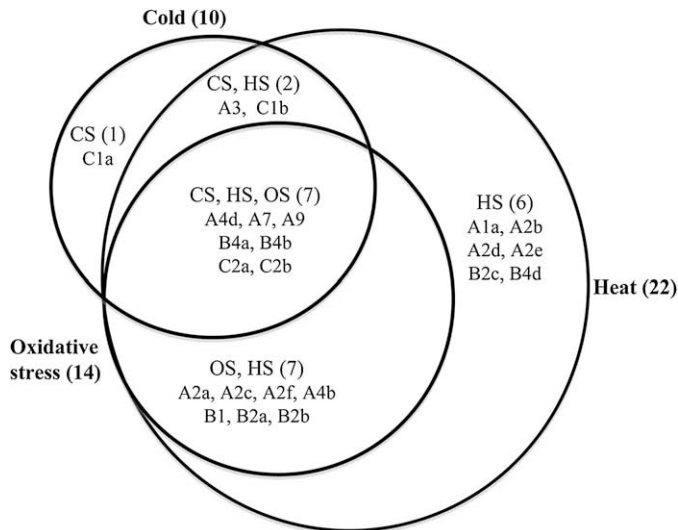 Cold (10)
CS, HS (2)
A3, C1b
CS (1)
C1a
CS, HS, OS (7)
A4d, A7, A9
B4a, B4b
C2a, C2b
HS (6)
A1a, A2b
A2d, A2e
B2c, B4d
Heat (22)
Oxidative
stress (14)
OS, HS (7)
A2a, A2c, A2f, A4b
B1, B2a, B2b